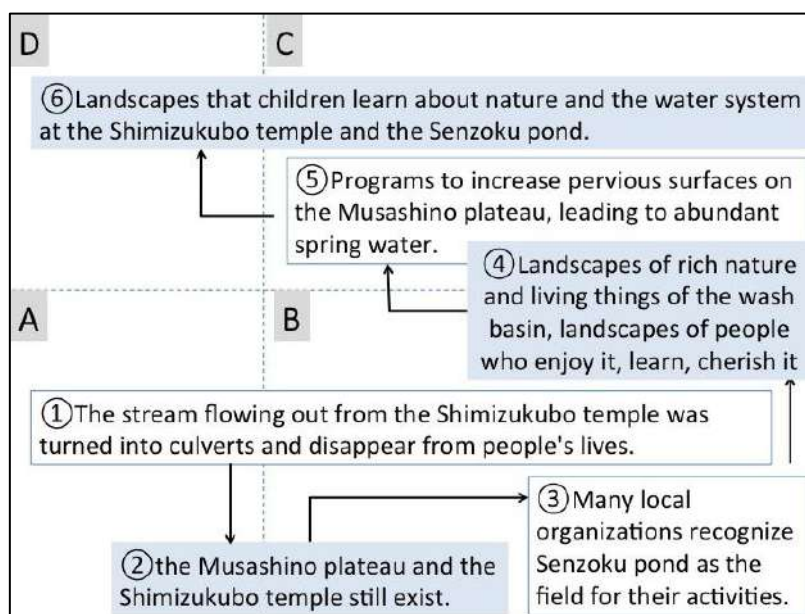 D
C
⑥Landscapes that children learn about nature and the water system
at the Shimizukubo temple and the Senzoku pond.
⑤Programs to increase pervious surfaces on
the Musashino plateau, leading to abundant
spring water.
④Landscapes of rich nature
and living things of the wash
basin, landscapes of people
who enjoy it, learn, cherish it
A
B
①The stream flowing out from the Shimizukubo temple was
turned into culverts and disappear from people's lives.
③Many local
organizations recognize
Senzoku pond as the
field for their activities.
②the Musashino plateau and the
Shimizukubo temple still exist.